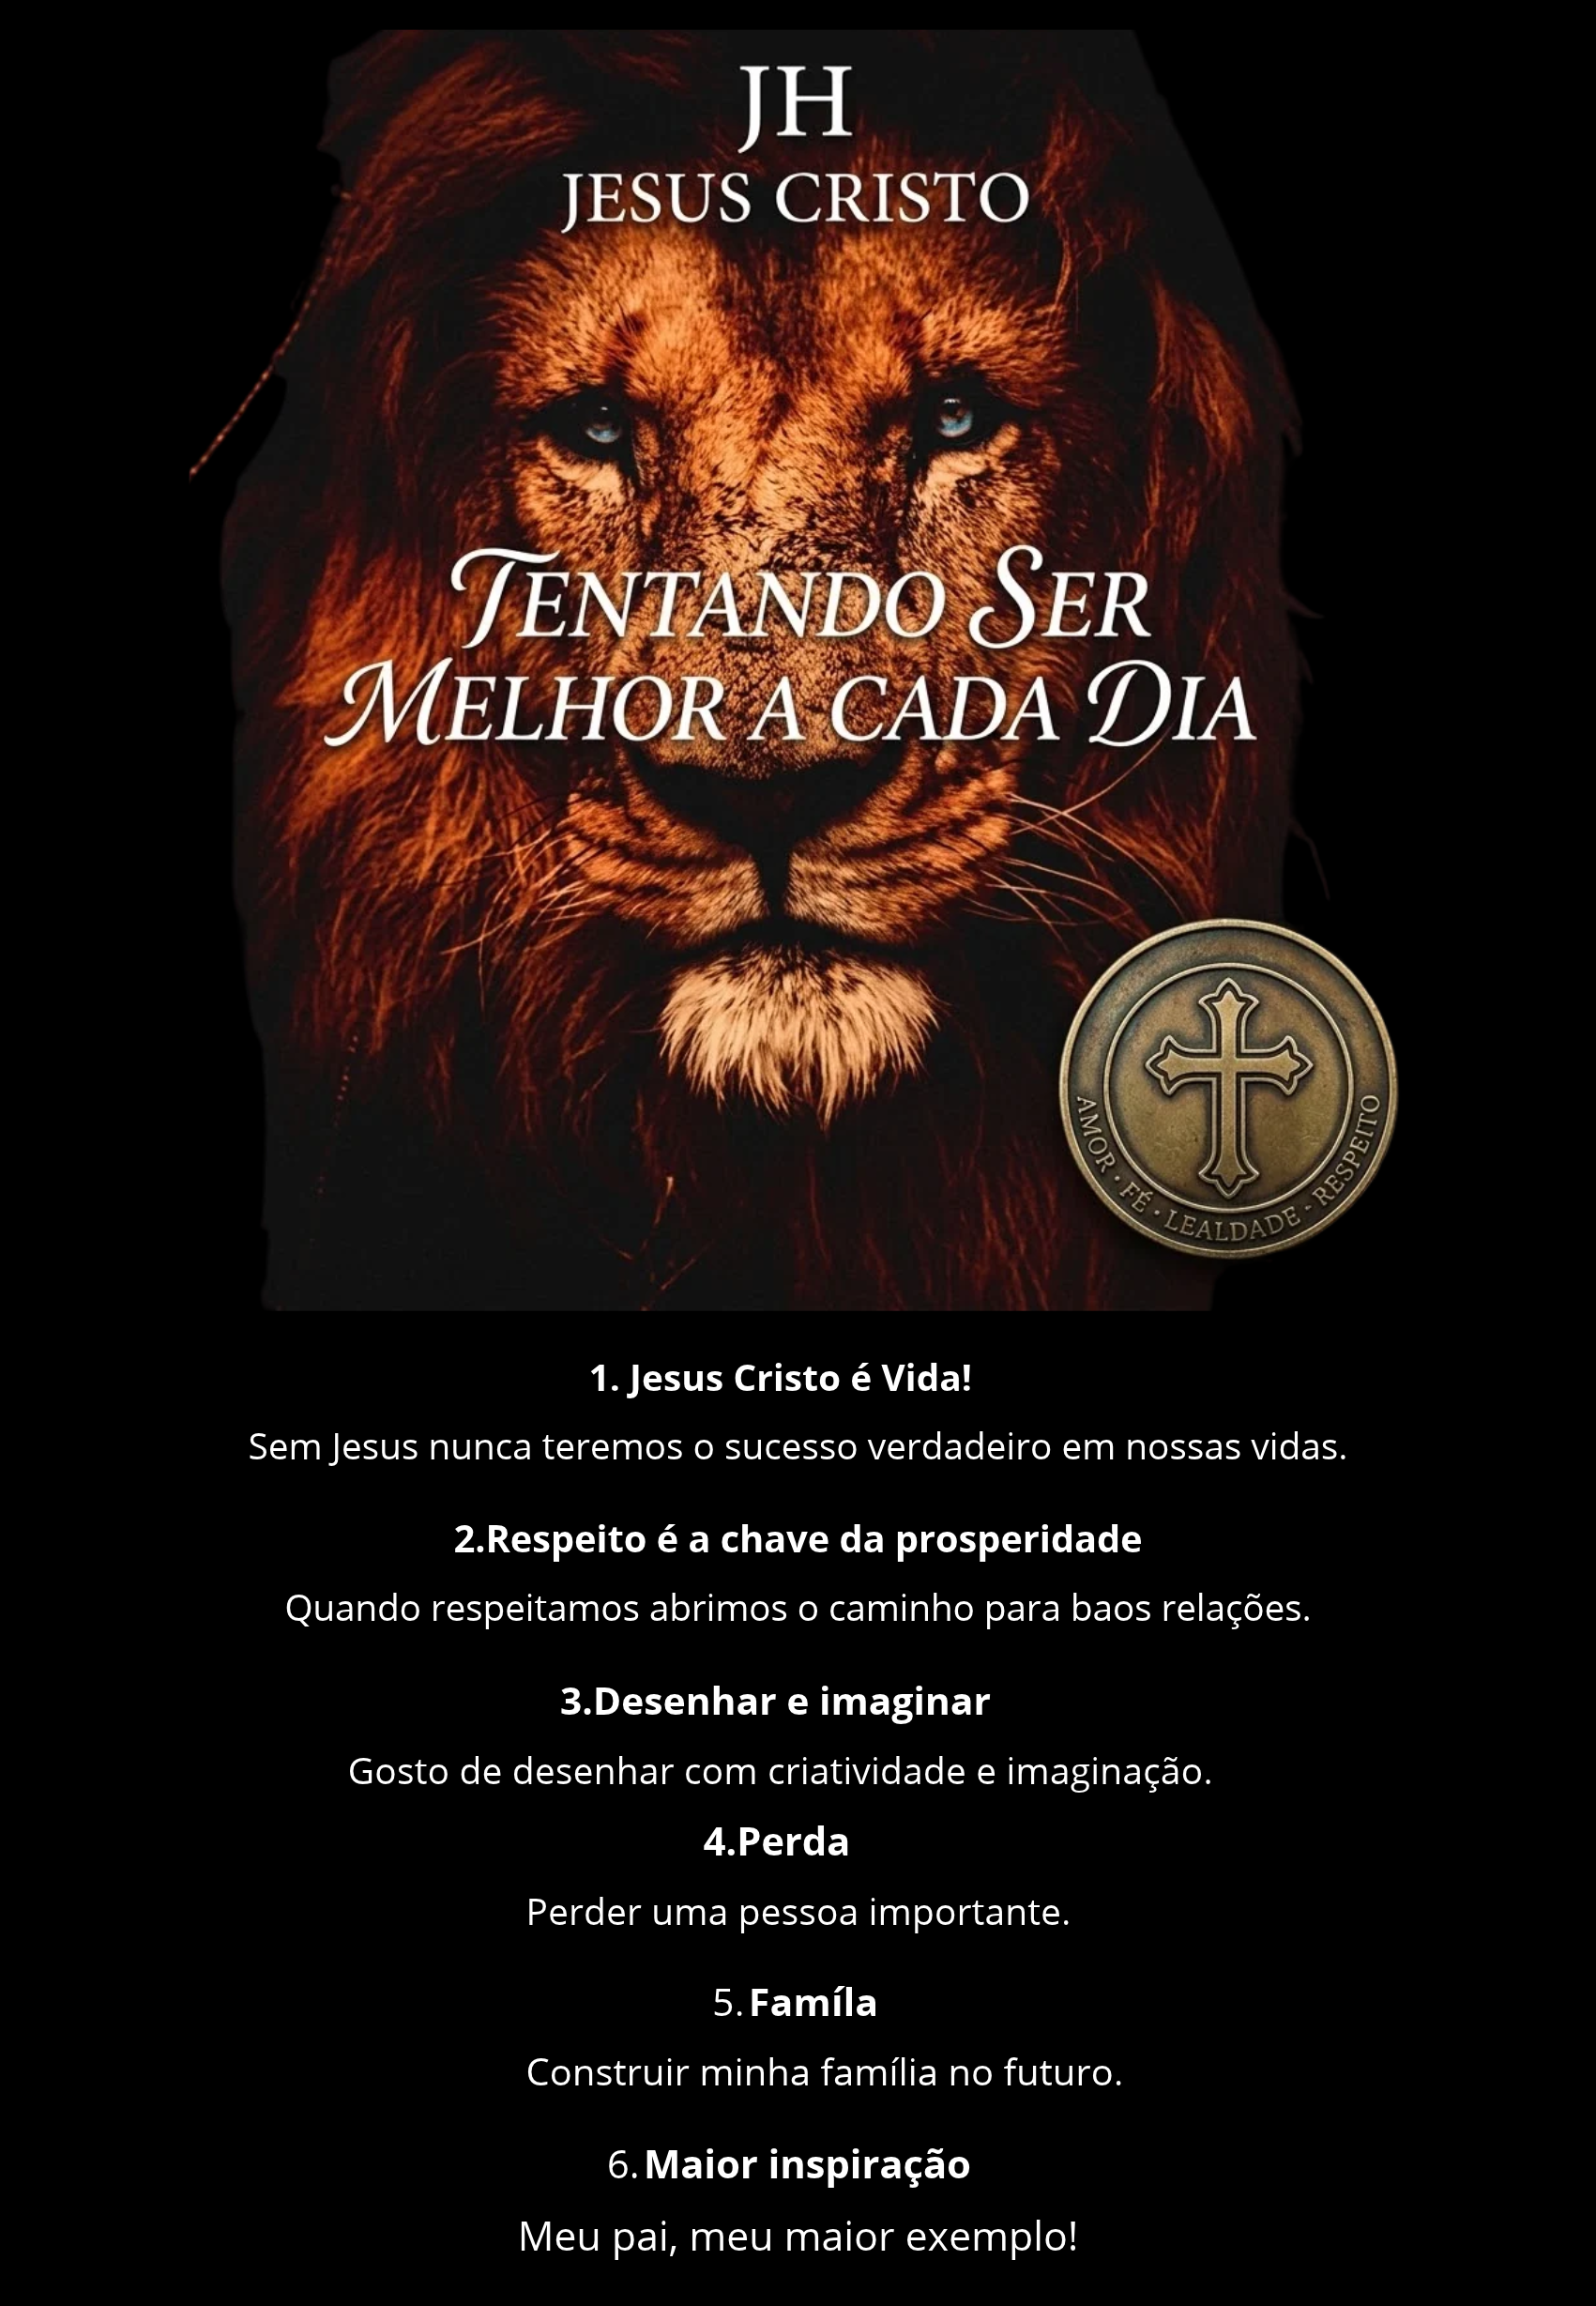 JH
JESUS CRISTO
TENTANDO SER
MELHOR A CADA DIA
AMOR · FÉ · LEALDADE - RESPEITO
1. Jesus Cristo é Vida!
Sem Jesus nunca teremos o sucesso verdadeiro em nossas vidas.
2.Respeito é a chave da prosperidade
Quando respeitamos abrimos o caminho para baos relações.
3.Desenhar e imaginar
Gosto de desenhar com criatividade e imaginação.
4.Perda
Perder uma pessoa importante.
5. Famíla
Construir minha família no futuro.
6. Maior inspiração
Meu pai, meu maior exemplo!